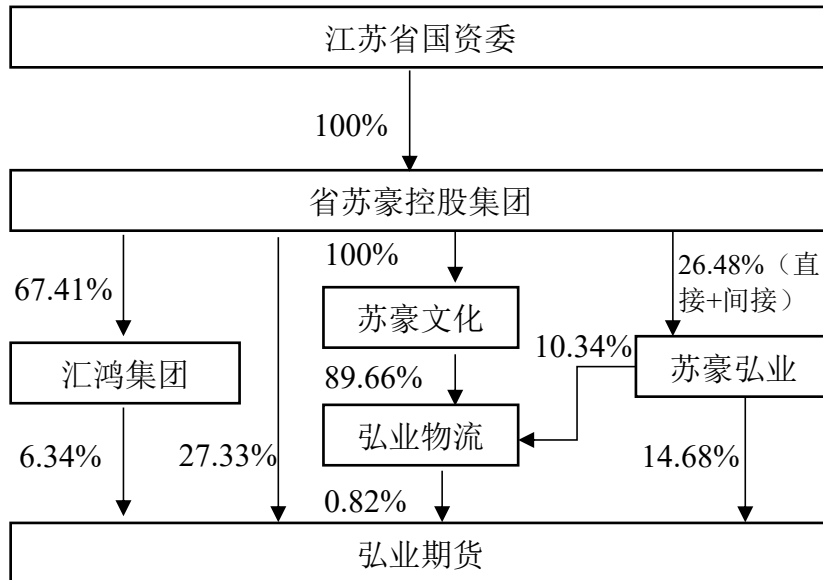 江苏省国资委
100%
省苏豪控股集团
67.41%
100%
26.48%（直
接+间接）
苏豪文化
汇鸿集团
89.66%
10.34%
苏豪弘业
弘业物流
6.34%
27.33%
0.82%
14.68%
弘业期货